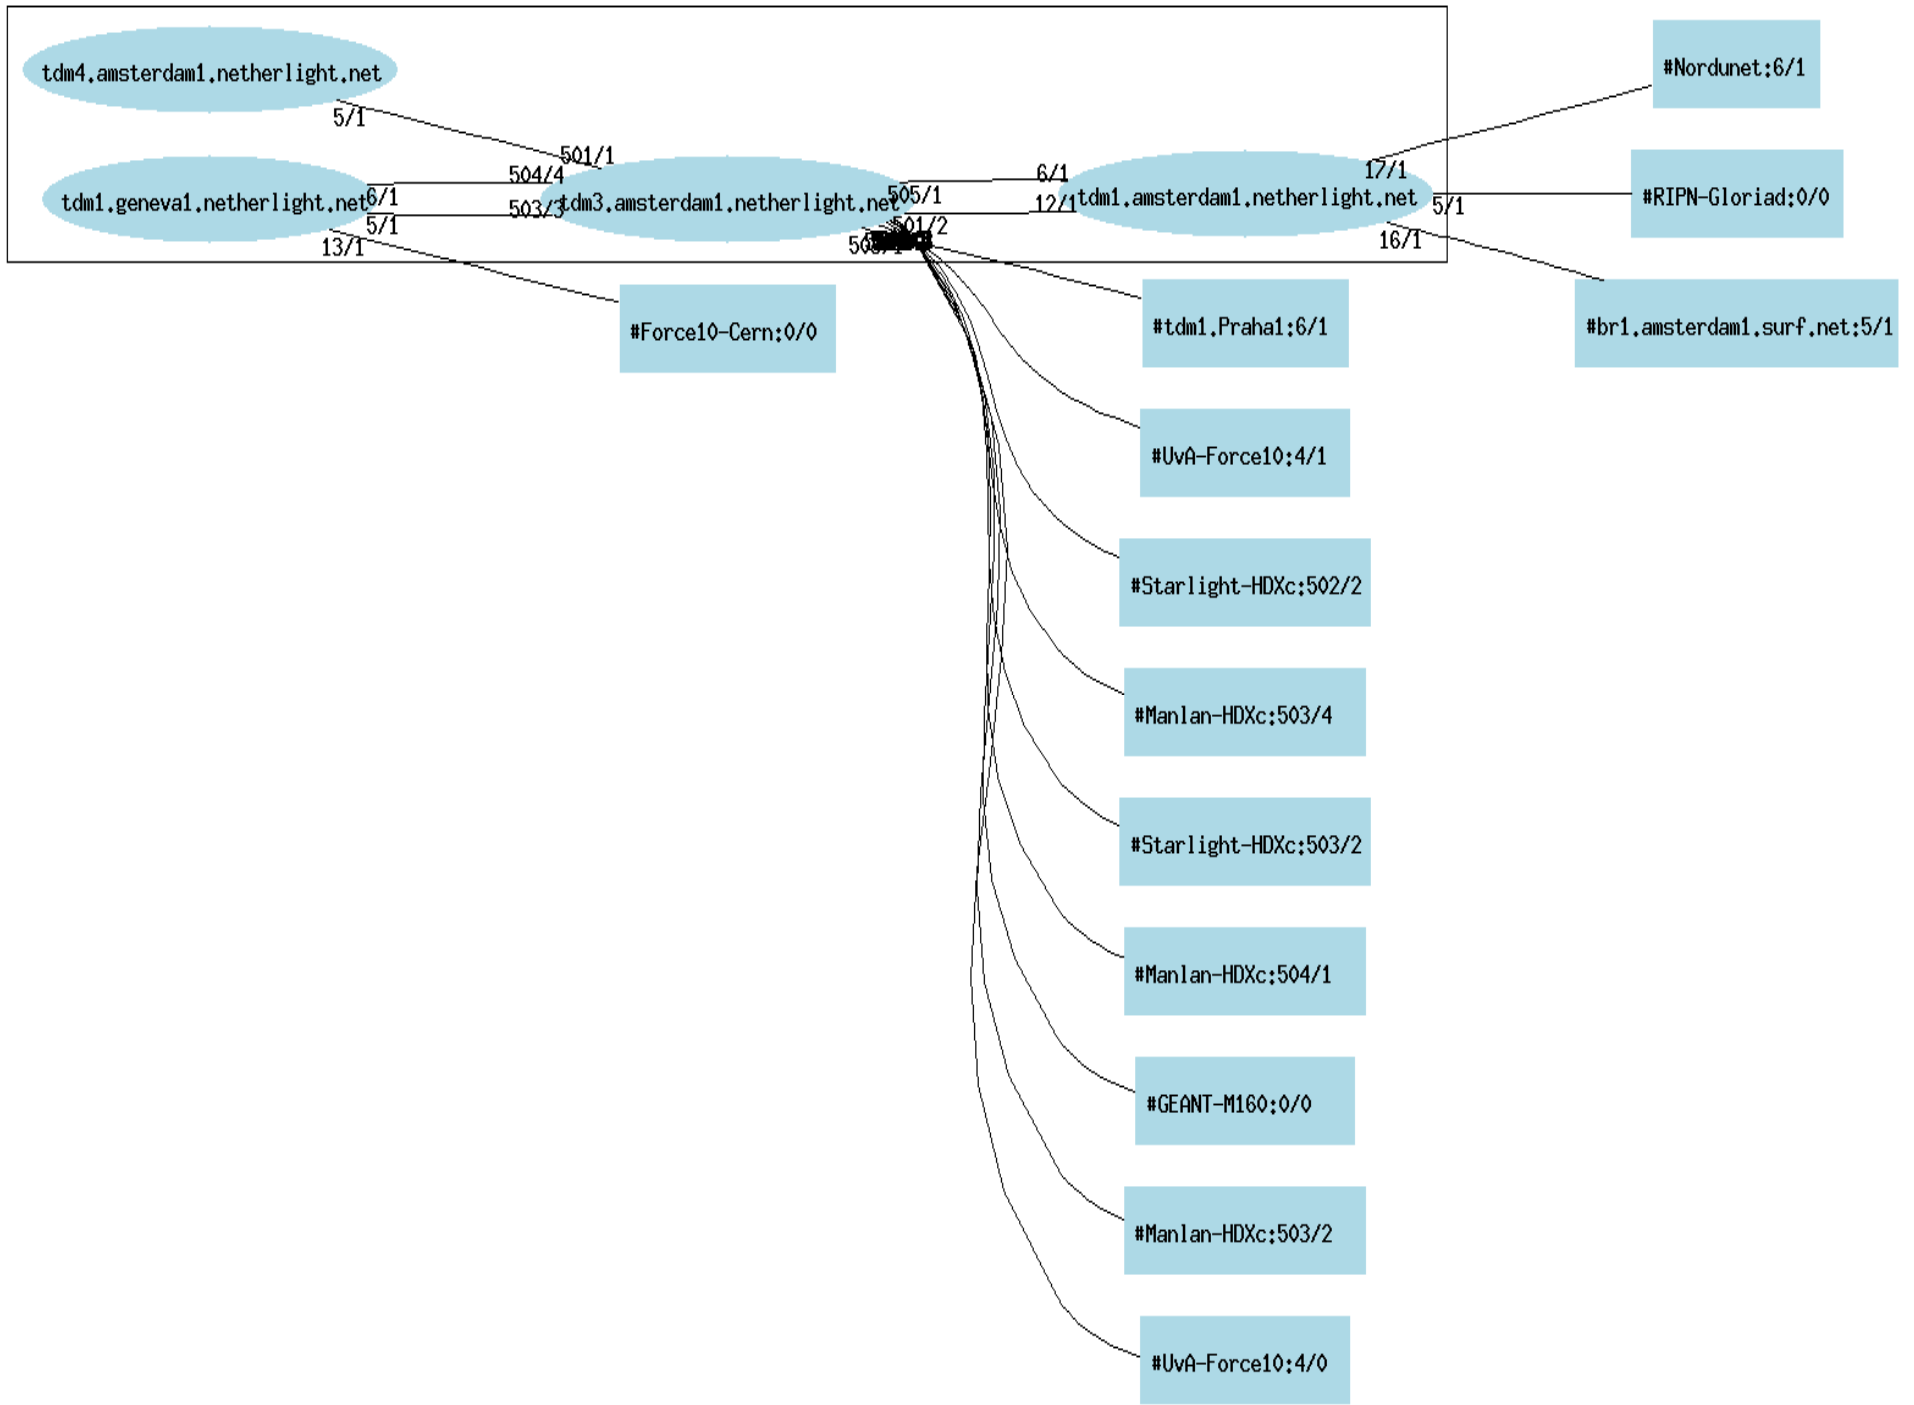 tdm4.amsterdam1.netherlight.net
5/1
501/1
tdm1.geneva1.netherlight.net
6/1
504/4
5/1
503/3
13/1
tdm3.amsterdam1.netherlight.net
505/1
6/1
501/2
12/1
tdm1.amsterdam1.netherlight.net
17/1
5/1
16/1
#Nordunet:6/1
#RIPN-Gloriad:0/0
#br1.amsterdam1.surf.net:5/1
#Force10-Cern:0/0
#tdm1.Praha1:6/1
#UvA-Force10:4/1
#Starlight-HDXc:502/2
#Manlan-HDXc:503/4
#Starlight-HDXc:503/2
#Manlan-HDXc:504/1
#GEANT-M160:0/0
#Manlan-HDXc:503/2
#UvA-Force10:4/0